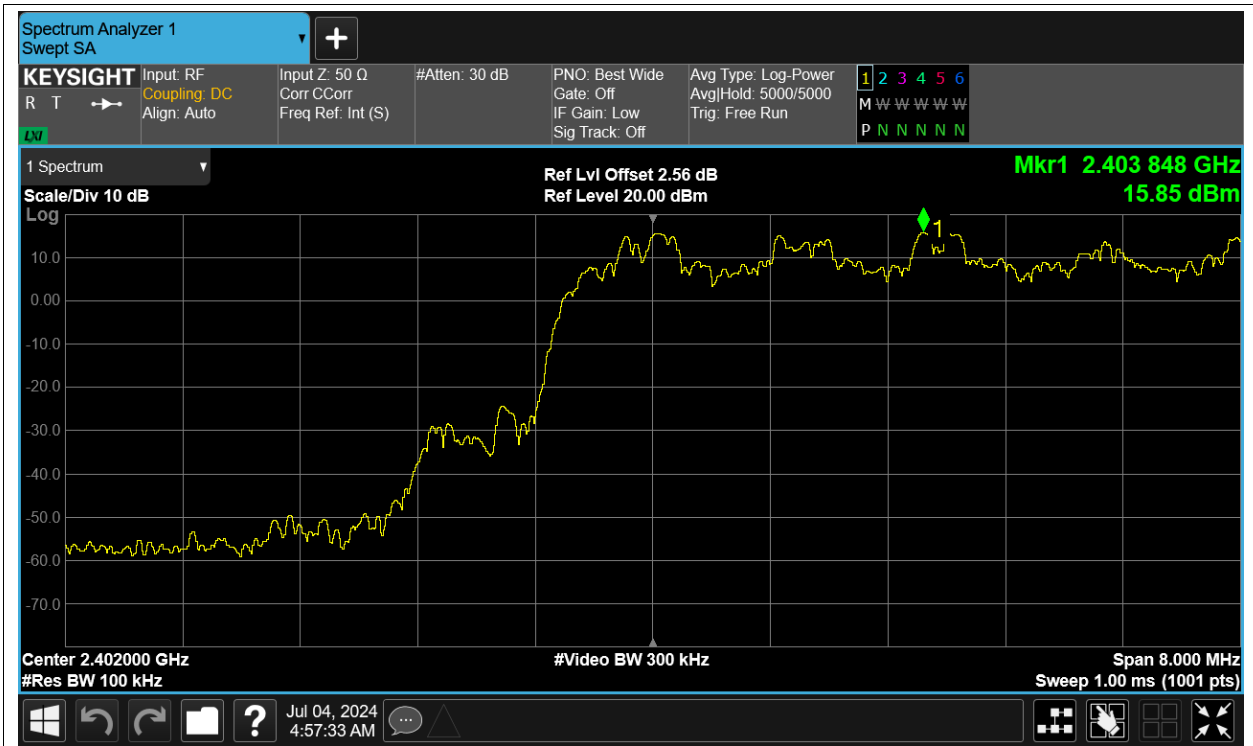 Spectrum Analyzer 1
Swept SA
KEYSIGHT
R T
LXI
Input: RF
Coupling: DC
Align: Auto
Input Z: 50 Ω
Corr CCorr
Freq Ref: Int (S)
#Atten: 30 dB
PNO: Best Wide
Gate: Off
IF Gain: Low
Sig Track: Off
Avg Type: Log-Power
Avg|Hold: 5000/5000
Trig: Free Run
1 2 3 4 5 6
M W W W W W
P N N N N N
1 Spectrum
Scale/Div 10 dB
Ref Lvl Offset 2.56 dB
Ref Level 20.00 dBm
Mkr1 2.403 848 GHz
15.85 dBm
Log
1
10.0
0.00
-10.0
-20.0
-30.0
-40.0
-50.0
-60.0
-70.0
Center 2.402000 GHz
#Video BW 300 kHz
Span 8.000 MHz
#Res BW 100 kHz
Sweep 1.00 ms (1001 pts)
?
Jul 04, 2024
4:57:33 AM